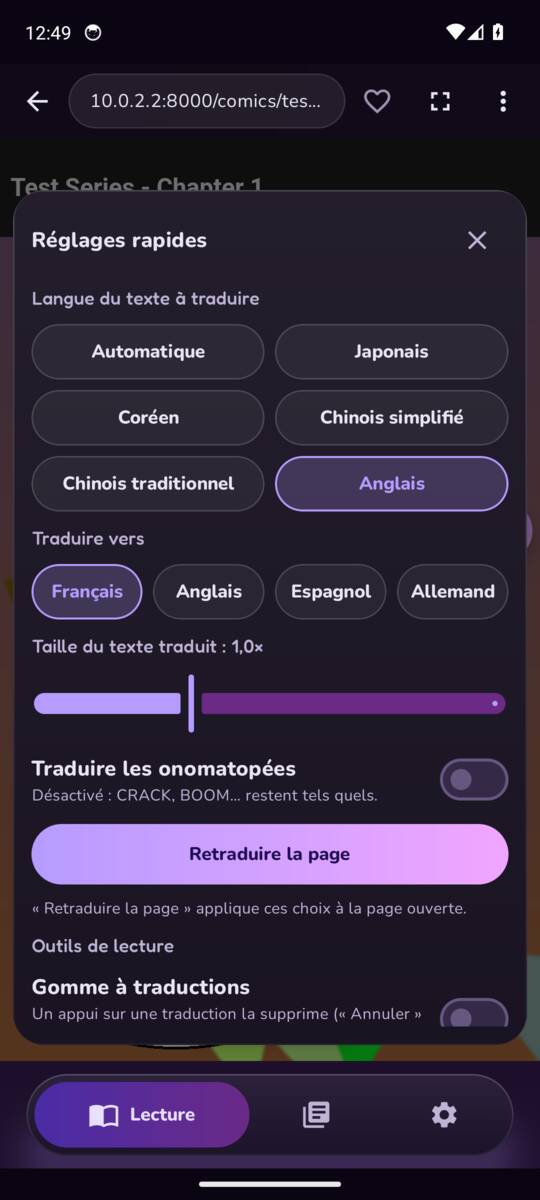 12:49
10.0.2.2:8000/comics/tes...
Test Series - Chapter 1
Réglages rapides
Langue du texte à traduire
Automatique
Japonais
Coréen
Chinois simplifié
Chinois traditionnel
Anglais
Traduire vers
Français
Anglais
Espagnol
Allemand
Taille du texte traduit : 1,0×
Traduire les onomatopées
Désactivé : CRACK, BOOM… restent tels quels.
Retraduire la page
« Retraduire la page » applique ces choix à la page ouverte.
Outils de lecture
Gomme à traductions
Un appui sur une traduction la supprime (« Annuler »
Lecture